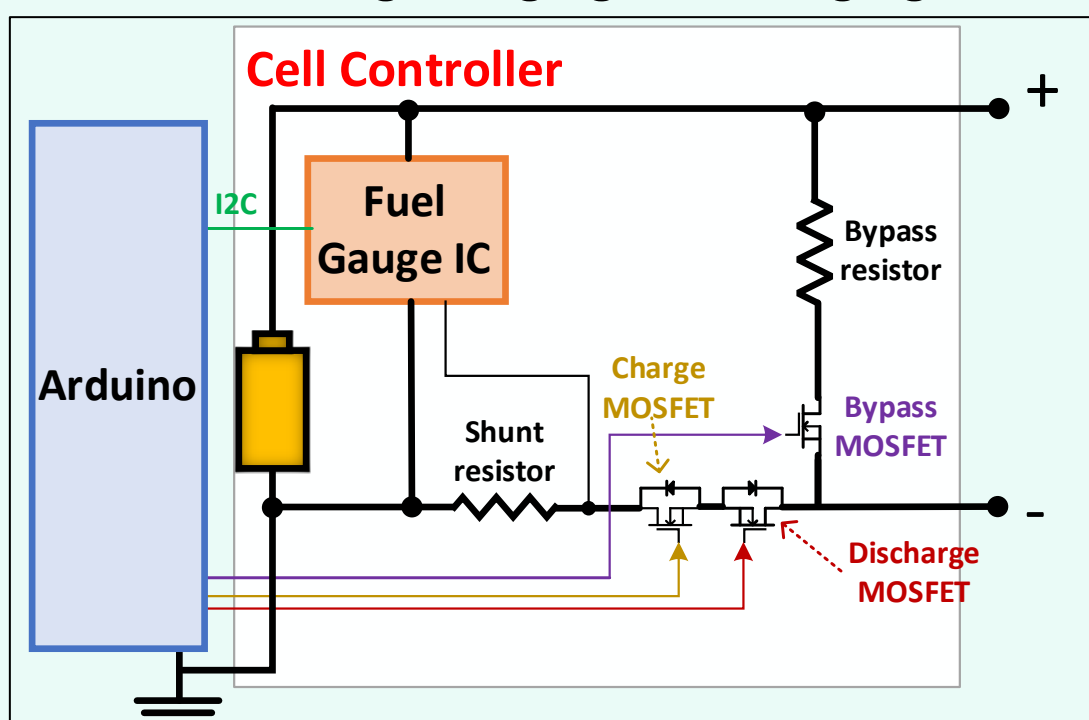 Cell Controller
+
I2C
Fuel
Gauge IC
Bypass
resistor
Arduino
Charge
MOSFET
Bypass
MOSFET
Shunt
resistor
-
Discharge
MOSFET